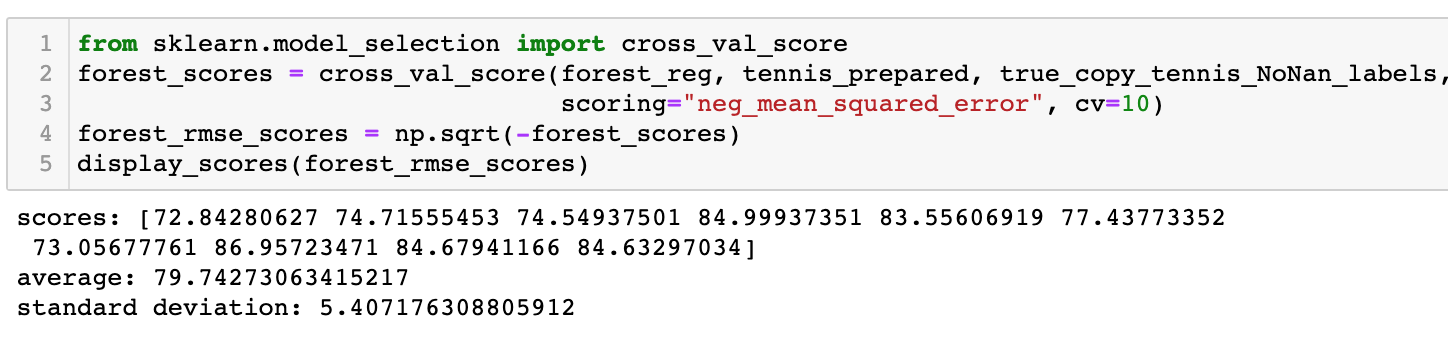 1 from sklearn.model_selection import cross_val_score
2 forest_scores = cross_val_score(forest_reg, tennis_prepared, true_copy_tennis_NoNan_labels,
3 scoring="neg_mean_squared_error", cv=10)
4 forest_rmse_scores = np.sqrt(-forest_scores)
5 display_scores(forest_rmse_scores)
scores: [72.84280627 74.71555453 74.54937501 84.99937351 83.55606919 77.43773352
73.05677761 86.95723471 84.67941166 84.63297034]
average: 79.74273063415217
standard deviation: 5.407176308805912